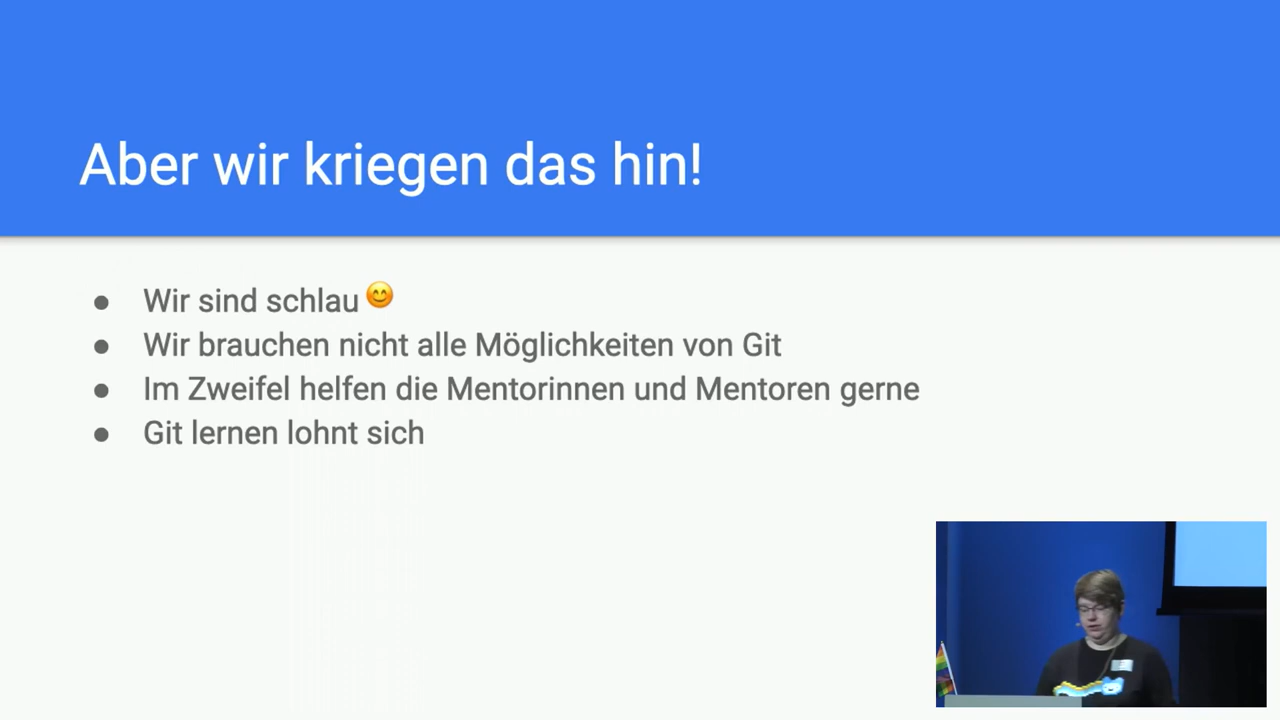 Aber wir kriegen das hin!
Wir sind schlau 😊
Wir brauchen nicht alle Möglichkeiten von Git
Im Zweifel helfen die Mentorinnen und Mentoren gerne
Git lernen lohnt sich